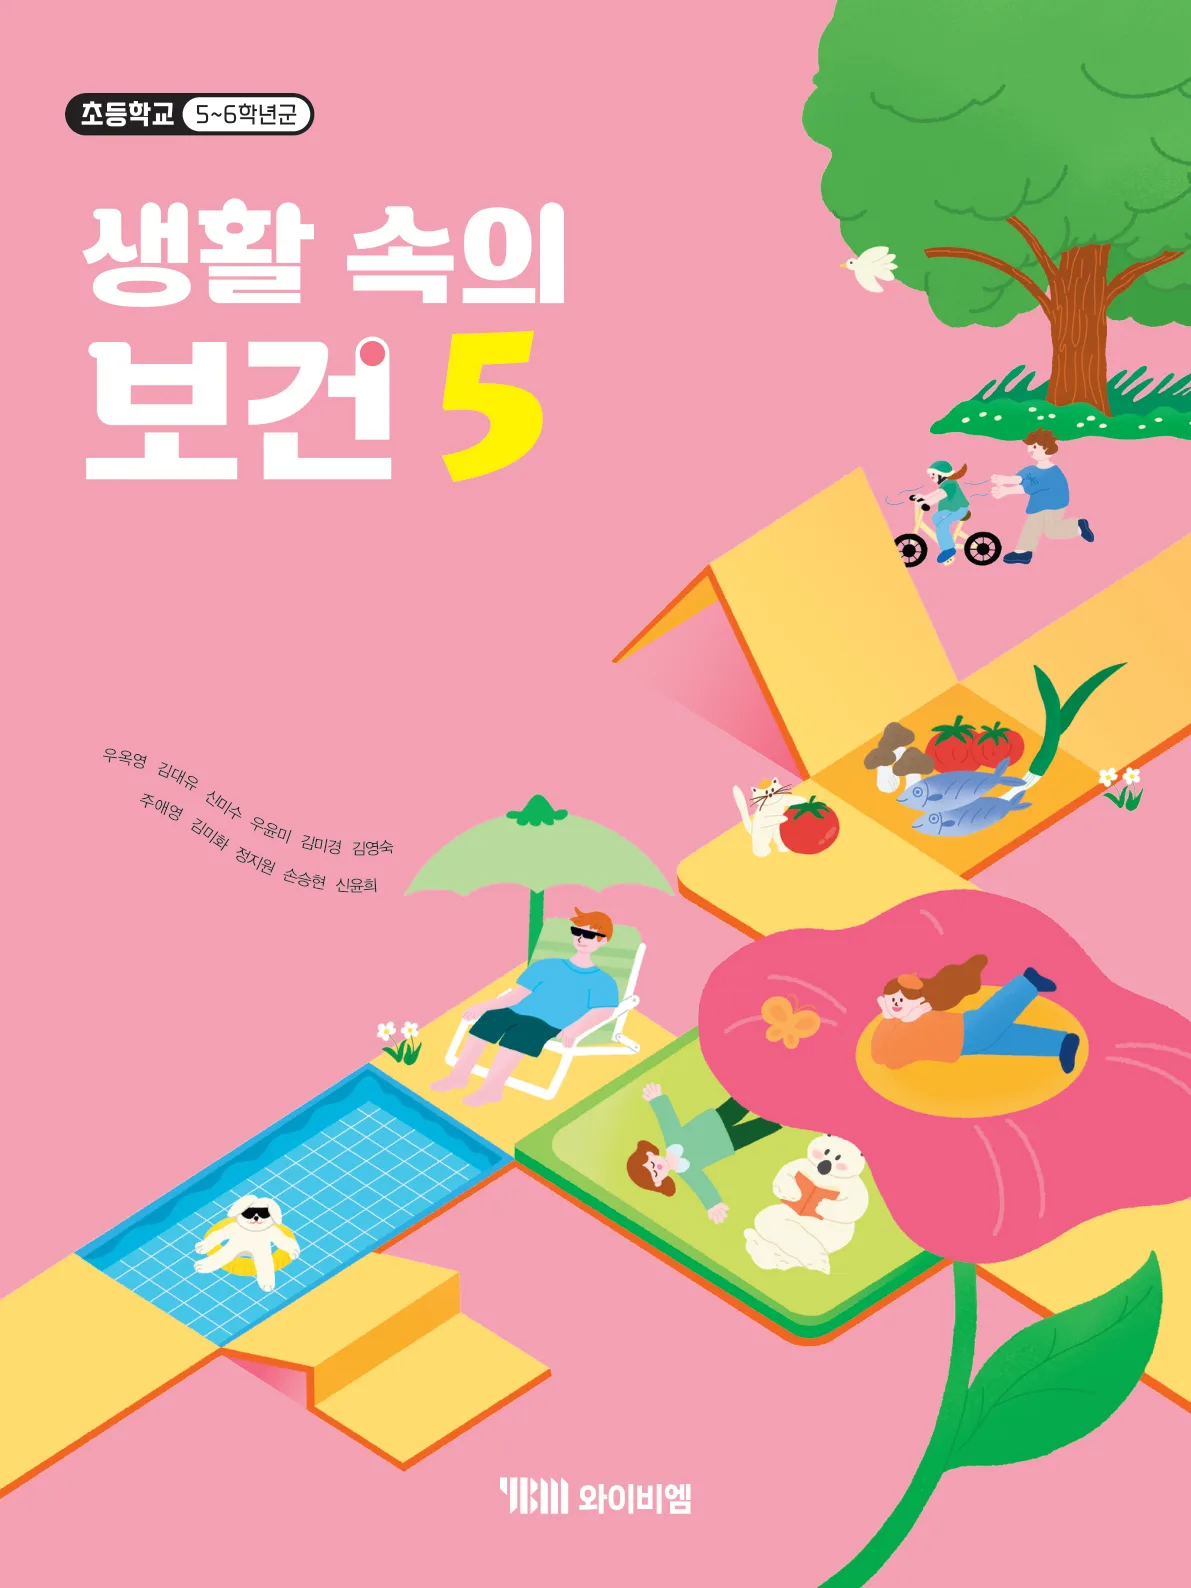 초등학교 5~6학년군
생활 속의
보건 5
우옥영 김대유 신미수 우윤미 김미경 김영숙
주애영 김미화 정지원 손승현 신윤희
YBM 와이비엠